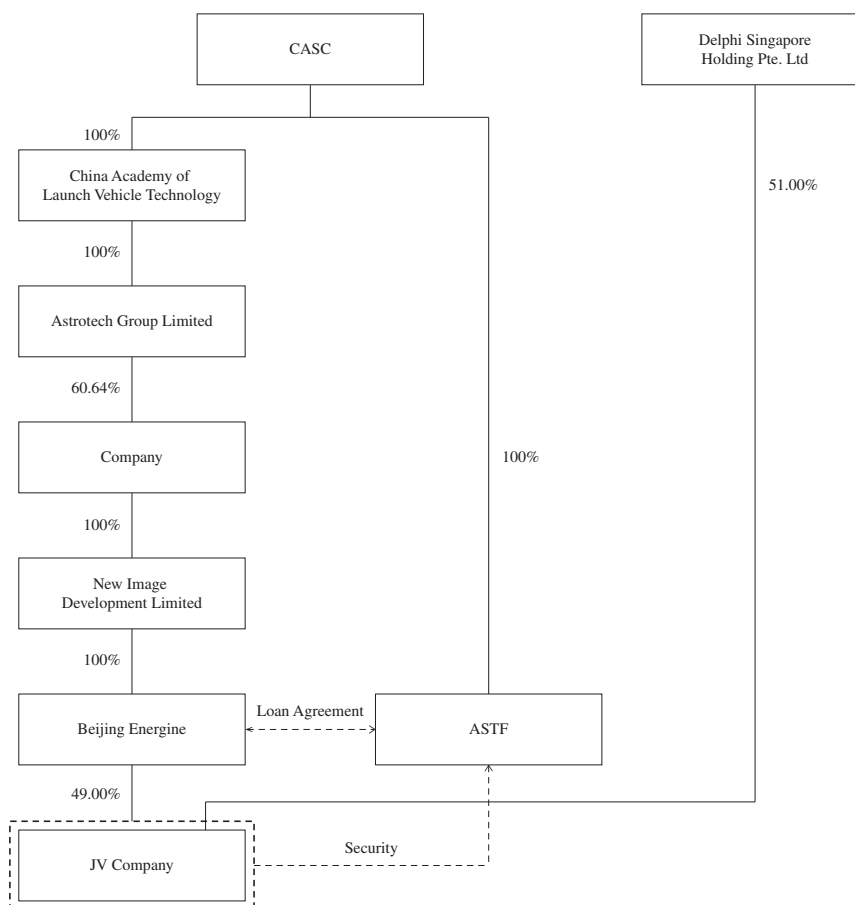 CASC
Delphi Singapore
Holding Pte. Ltd
100%
China Academy of
Launch Vehicle Technology
51.00%
100%
Astrotech Group Limited
60.64%
Company
100%
100%
New Image
Development Limited
100%
Beijing Energine
Loan Agreement
ASTF
49.00%
JV Company
Security